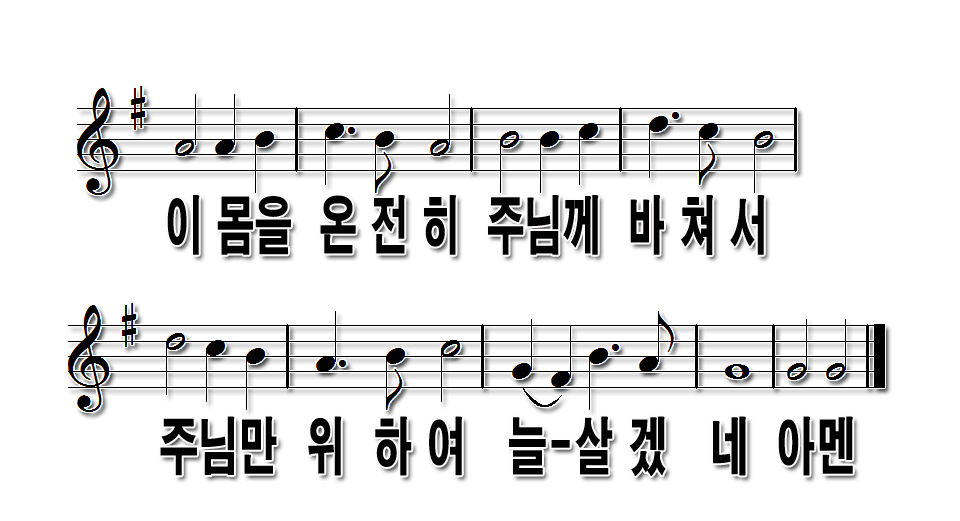 이 몸을 온 전 히 주님께 바 쳐 서
주님만 위 하 여 늘-살 겠 네 아멘